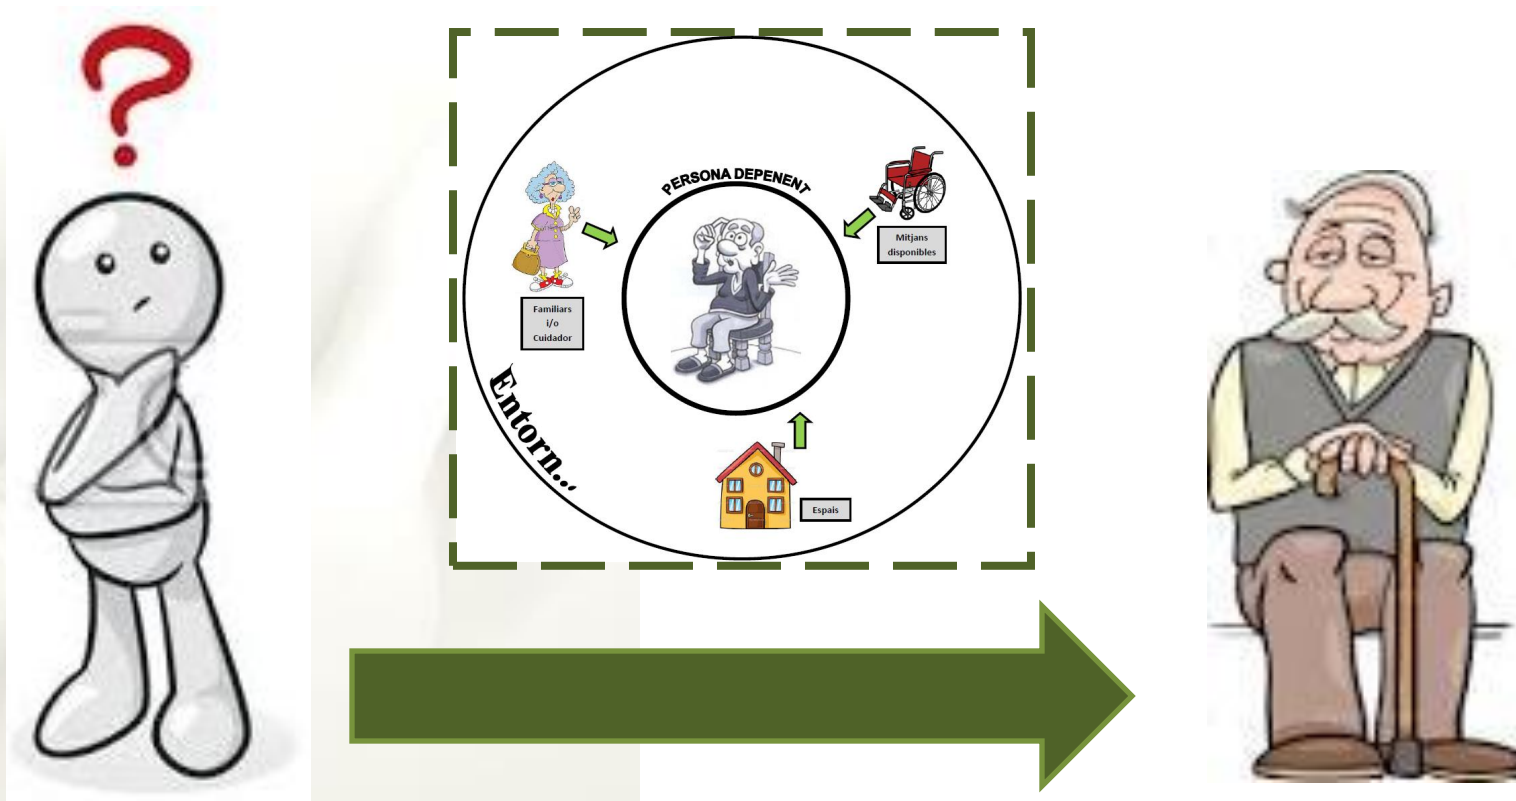 ?
PERSONA DEPENENT
Mitjans
disponibles
Familiars
i/o
Cuidador
Entorn...
Espais